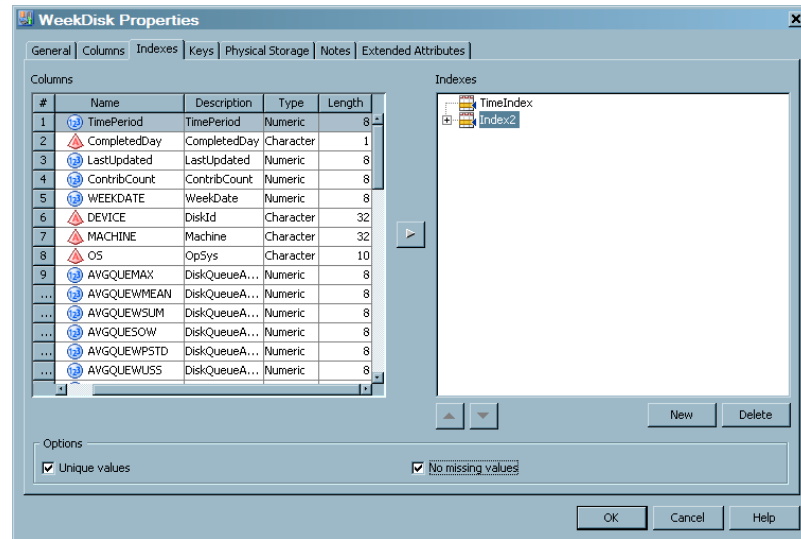 WeekDisk Properties
General Columns Indexes Keys Physical Storage Notes Extended Attributes
Columns
# Name Description Type Length
1 TimePeriod TimePeriod Numeric 8
2 CompletedDay CompletedDay Character 1
3 LastUpdated LastUpdated Numeric 8
4 ContribCount ContribCount Numeric 8
5 WEEKDATE WeekDate Numeric 8
6 DEVICE DiskId Character 32
7 MACHINE Machine Character 32
8 OS OpSys Character 10
9 AVGQUEMAX DiskQueueA... Numeric 8
... AVGQUEWMEAN DiskQueueA... Numeric 8
... AVGQUEWSUM DiskQueueA... Numeric 8
... AVGQUESOW DiskQueueA... Numeric 8
... AVGQUEWPSTD DiskQueueA... Numeric 8
... AVGQUEWUSS DiskQueueA... Numeric 8
Indexes
TimeIndex
Index2
New Delete
Options
Unique values No missing values
OK Cancel Help